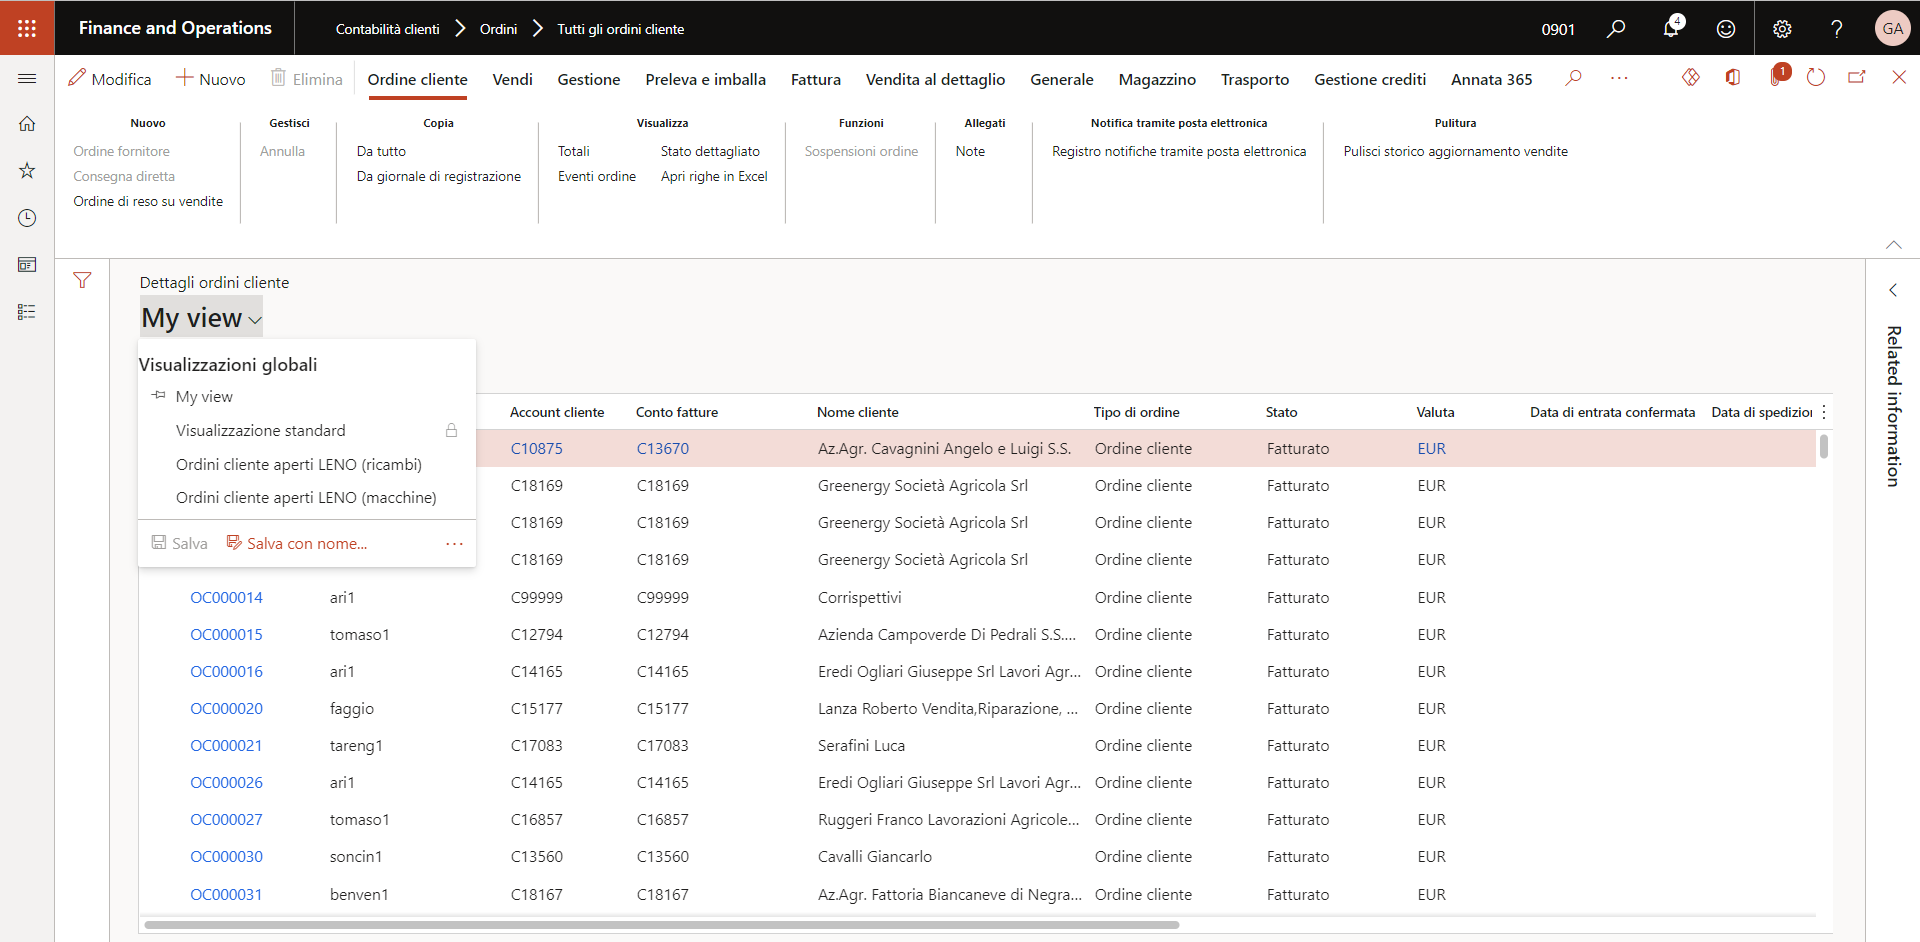 Finance and Operations
Contabilità clienti > Ordini > Tutti gli ordini cliente
0901
4
GA
Modifica
Nuovo
Elimina
Ordine cliente
Vendi
Gestione
Preleva e imballa
Fattura
Vendita al dettaglio
Generale
Magazzino
Trasporto
Gestione crediti
Annata 365
1
Nuovo
Ordine fornitore
Consegna diretta
Ordine di reso su vendite
Gestisci
Annulla
Copia
Da tutto
Da giornale di registrazione
Visualizza
Totali
Eventi ordine
Stato dettagliato
Apri righe in Excel
Funzioni
Sospensioni ordine
Allegati
Note
Notifica tramite posta elettronica
Registro notifiche tramite posta elettronica
Pulitura
Pulisci storico aggiornamento vendite
Dettagli ordini cliente
My view
Visualizzazioni globali
My view
Visualizzazione standard
Ordini cliente aperti LENO (ricambi)
Ordini cliente aperti LENO (macchine)
Salva
Salva con nome...
Related information
Account cliente Conto fatture Nome cliente Tipo di ordine Stato Valuta Data di entrata confermata Data di spedizion
C10875 C13670 Az.Agr. Cavagnini Angelo e Luigi S.S. Ordine cliente Fatturato EUR
C18169 C18169 Greenergy Società Agricola Srl Ordine cliente Fatturato EUR
C18169 C18169 Greenergy Società Agricola Srl Ordine cliente Fatturato EUR
C18169 C18169 Greenergy Società Agricola Srl Ordine cliente Fatturato EUR
OC000014 ari1 C99999 C99999 Corrispettivi Ordine cliente Fatturato EUR
OC000015 tomaso1 C12794 C12794 Azienda Campoverde Di Pedrali S.S.... Ordine cliente Fatturato EUR
OC000016 ari1 C14165 C14165 Eredi Ogliari Giuseppe Srl Lavori Agr... Ordine cliente Fatturato EUR
OC000020 faggio C15177 C15177 Lanza Roberto Vendita,Riparazione, ... Ordine cliente Fatturato EUR
OC000021 tareng1 C17083 C17083 Serafini Luca Ordine cliente Fatturato EUR
OC000026 ari1 C14165 C14165 Eredi Ogliari Giuseppe Srl Lavori Agr... Ordine cliente Fatturato EUR
OC000027 tomaso1 C16857 C16857 Ruggeri Franco Lavorazioni Agricole... Ordine cliente Fatturato EUR
OC000030 soncin1 C13560 C13560 Cavalli Giancarlo Ordine cliente Fatturato EUR
OC000031 benven1 C18167 C18167 Az.Agr. Fattoria Biancaneve di Negra... Ordine cliente Fatturato EUR